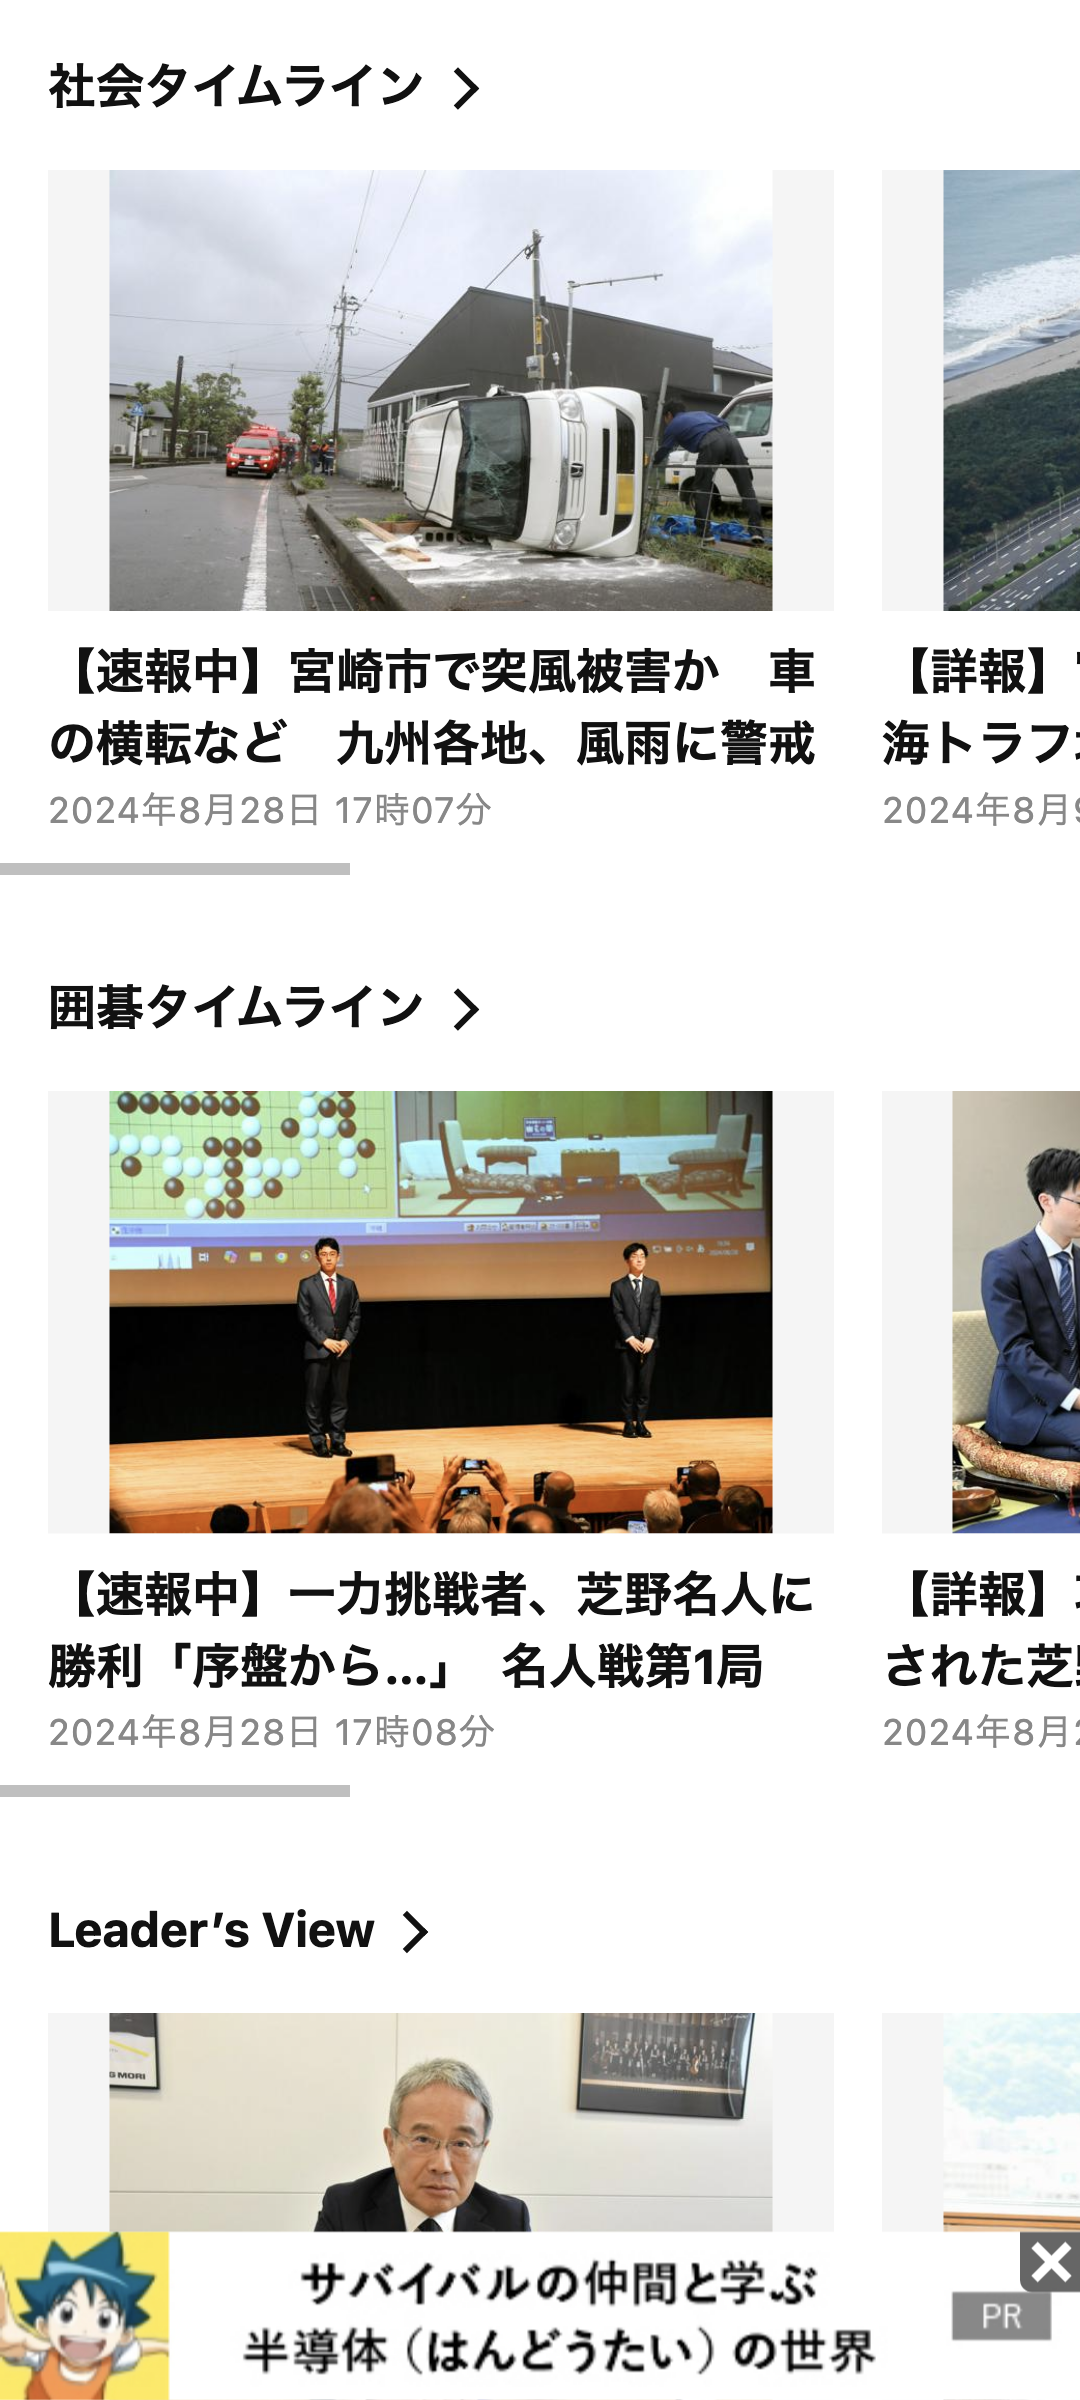 社会タイムライン
【速報中】宮崎市で突風被害か　車
の横転など　九州各地、風雨に警戒
2024年8月28日 17時07分
【詳報】
海トラフ
2024年8月9
囲碁タイムライン
【速報中】一力挑戦者、芝野名人に
勝利「序盤から...」　名人戦第1局
2024年8月28日 17時08分
【詳報】
された芝
2024年8月2
Leader’s View
G MORI
サバイバルの仲間と学ぶ
半導体（はんどうたい）の世界
PR